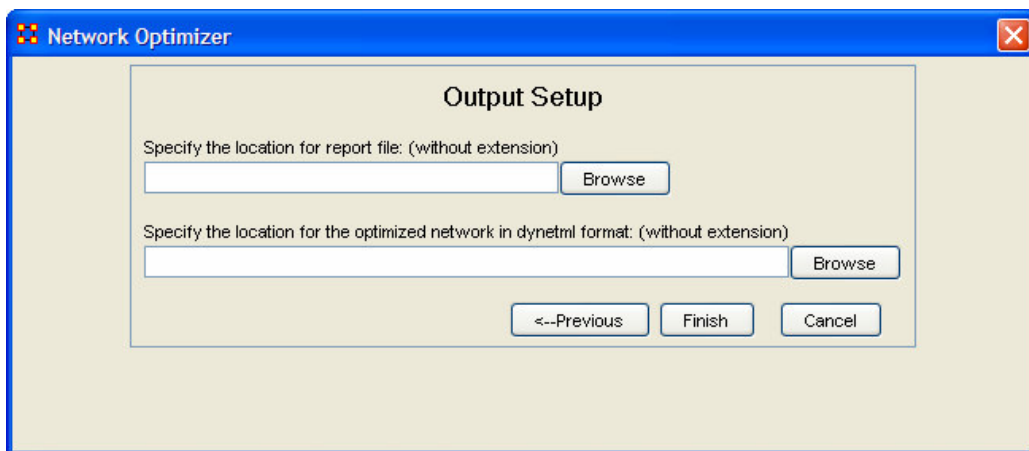 Network Optimizer
Output Setup
Specify the location for report file: (without extension)
Browse
Specify the location for the optimized network in dynetml format: (without extension)
Browse
<--Previous Finish Cancel